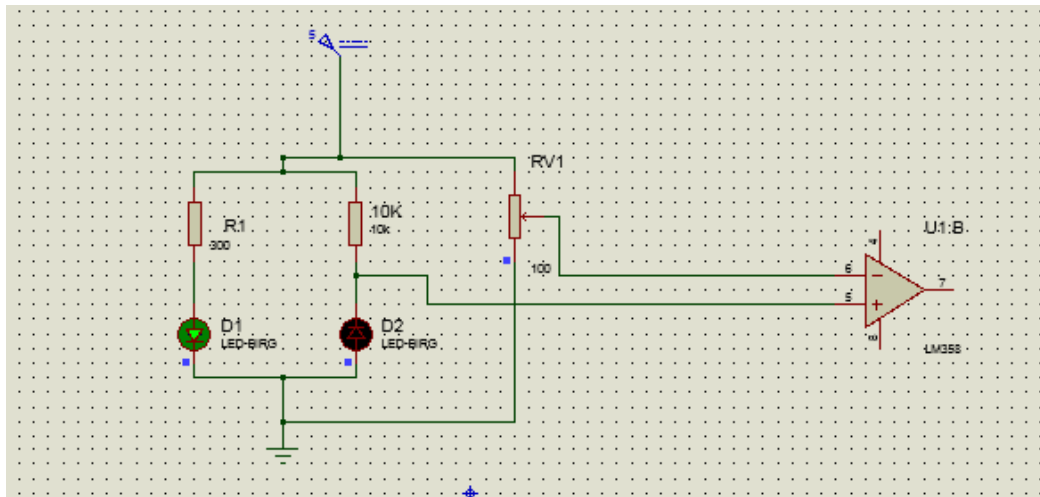 5
RV1
10K
10k
R1
300
U1:B
4
6
7
5
8
100
D1
LED-BIRG
D2
LED-BIRG
LM358